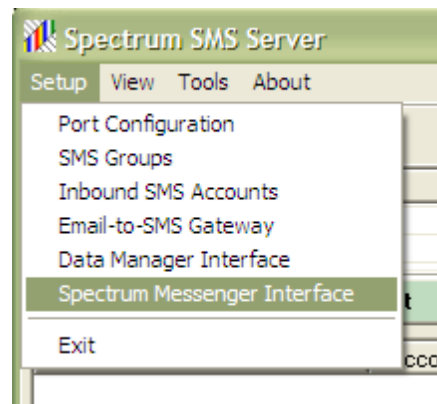 Spectrum SMS Server
Setup View Tools About
Port Configuration
SMS Groups
Inbound SMS Accounts
Email-to-SMS Gateway
Data Manager Interface
Spectrum Messenger Interface
Exit